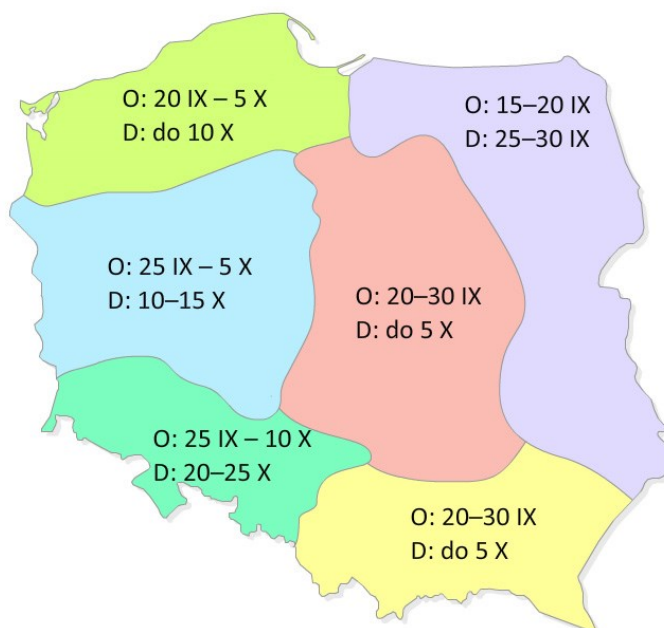 O: 20 IX – 5 X
D: do 10 X
O: 15–20 IX
D: 25–30 IX
O: 25 IX – 5 X
D: 10–15 X
O: 20–30 IX
D: do 5 X
O: 25 IX – 10 X
D: 20–25 X
O: 20–30 IX
D: do 5 X